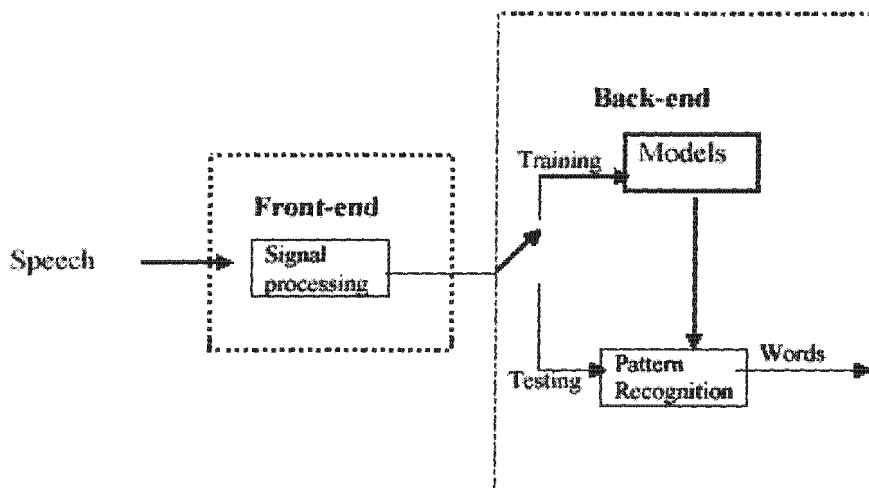 Back-end
Training
Models
Front-end
Speech
Signal
processing
Testing
Pattern
Recognition
Words